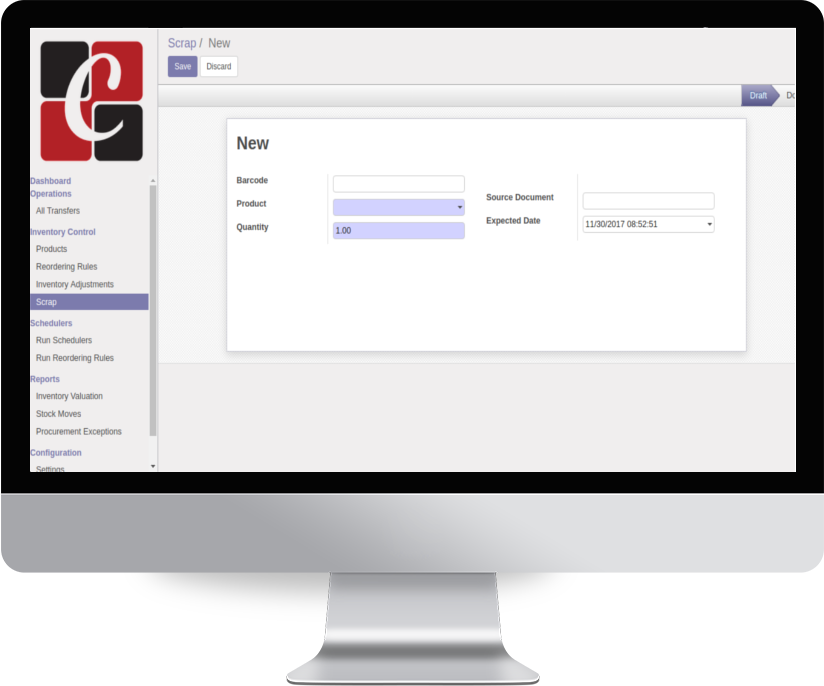 C
Scrap / New
Save Discard
Draft
Dashboard
Operations
All Transfers
Inventory Control
Products
Reordering Rules
Inventory Adjustments
Scrap
Schedulers
Run Schedulers
Run Reordering Rules
Reports
Inventory Valuation
Stock Moves
Procurement Exceptions
Configuration
Settings
New
Barcode
Product
Quantity 1.00
Source Document
Expected Date 11/30/2017 08:52:51